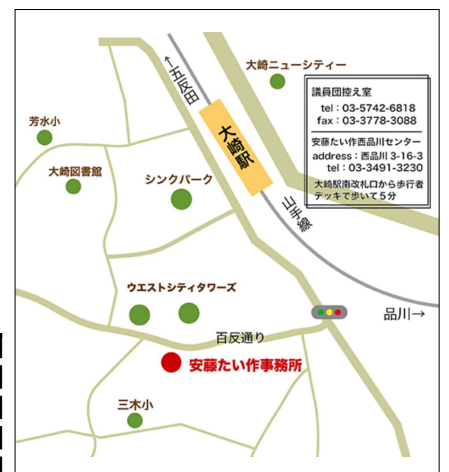 ←五反田
大崎ニューシティー
議員団控え室
tel：03-5742-6818
fax：03-3778-3088
安藤たい作西品川センター
address：西品川 3-16-3
tel：03-3491-3230
大崎駅南改札口から歩行者
デッキで歩いて５分
芳水小
大崎駅
大崎図書館
シンクパーク
山手線
ウエストシティタワーズ
品川→
百反通り
安藤たい作事務所
三木小